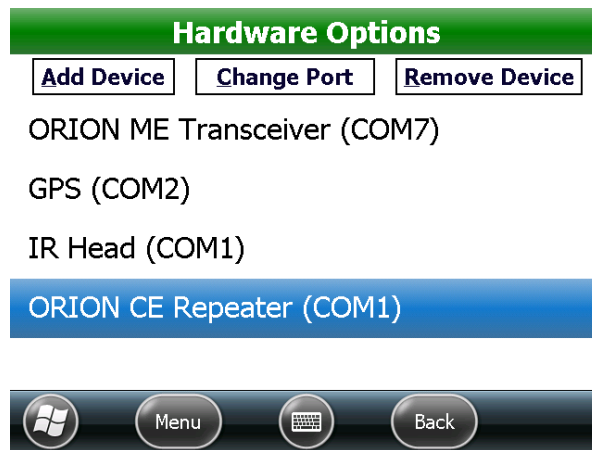 Hardware Options
Add Device Change Port Remove Device
ORION ME Transceiver (COM7)
GPS (COM2)
IR Head (COM1)
ORION CE Repeater (COM1)
Menu Back